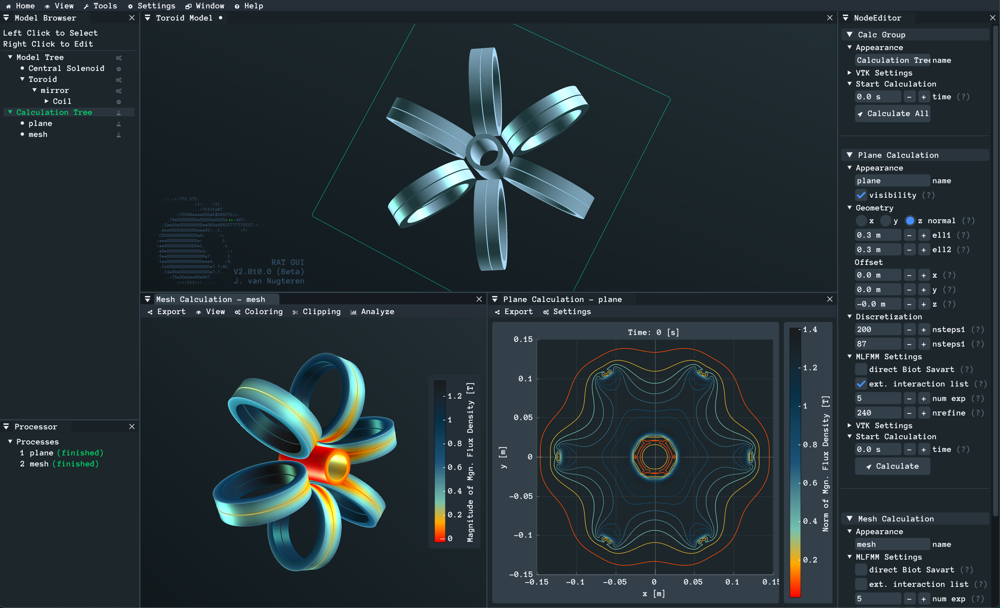 Home View Tools Settings Window Help
Model Browser
Left Click to Select
Right Click to Edit
Model Tree
Central Solenoid
Toroid
mirror
Coil
Calculation Tree
plane
mesh
Processor
Processes
1 plane (finished)
2 mesh (finished)
Toroid Model
RAT GUI
V2.010.0 (Beta)
J. van Nugteren
Mesh Calculation – mesh
Export View Coloring Clipping Analyze
1.2
1
0.8
0.6
0.4
0.2
0
Magnitude of Mgn. Flux Density [T]
Plane Calculation – plane
Export Settings
Time: 0 [s]
0.15
0.1
0.05
0
−0.05
−0.1
−0.15
y [m]
−0.15 −0.1 −0.05 0 0.05 0.1
x [m]
1.4
1.2
1
0.8
0.6
0.4
0.2
Norm of Mgn. Flux Density [T]
NodeEditor
Calc Group
Appearance
Calculation Tree name
VTK Settings
Start Calculation
0.0 s − + time (?)
Calculate All
Plane Calculation
Appearance
plane name
visibility (?)
Geometry
x y z normal (?)
0.3 m − + ell1 (?)
0.3 m − + ell2 (?)
Offset
0.0 m − + x (?)
0.0 m − + y (?)
−0.0 m − + z (?)
Discretization
200 − + nsteps1 (?)
87 − + nsteps1 (?)
MLFMM Settings
direct Biot Savart (?)
ext. interaction list (?)
5 − + num exp (?)
240 − + nrefine (?)
VTK Settings
Start Calculation
0.0 s − + time (?)
Calculate
Mesh Calculation
Appearance
mesh name
MLFMM Settings
direct Biot Savart (?)
ext. interaction list (?)
5 − + num exp (?)